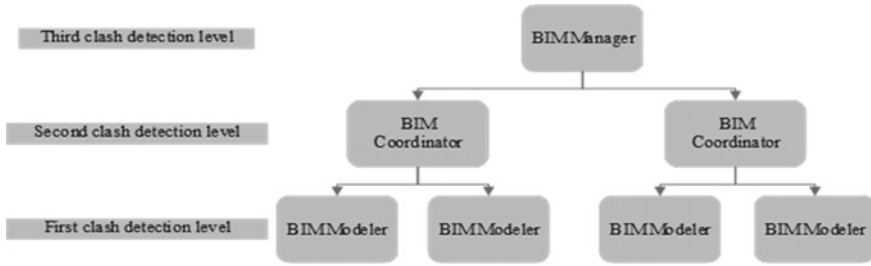 Third clash detection level
BIMManager
Second clash detection level
BIM
Coordinator
BIM
Coordinator
First clash detection level
BIMModeler
BIMModeler
BIMModeler
BIMModeler